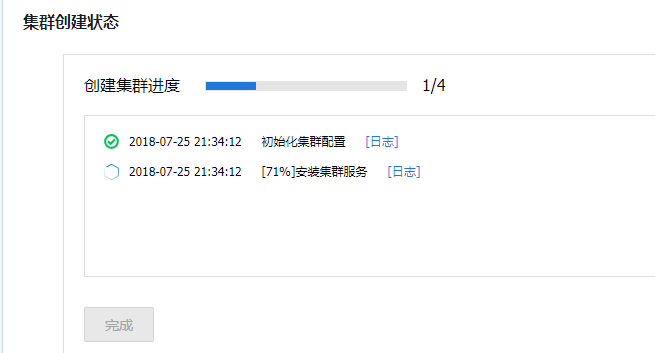 集群创建状态
创建集群进度 1/4
2018-07-25 21:34:12 初始化集群配置 [日志]
2018-07-25 21:34:12 [71%]安装集群服务 [日志]
完成